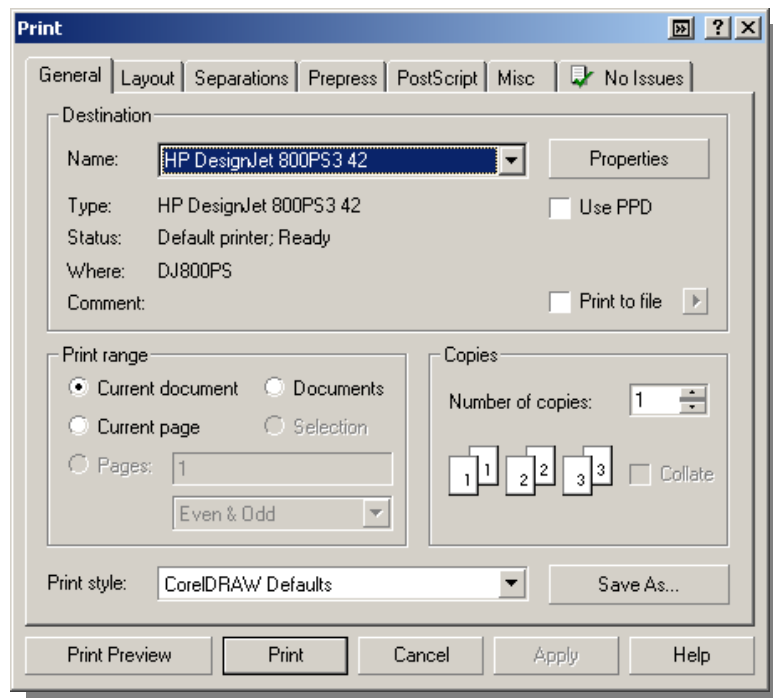 Print
General Layout Separations Prepress PostScript Misc No Issues
Destination
Name: HP DesignJet 800PS3 42 Properties
Type: HP DesignJet 800PS3 42 Use PPD
Status: Default printer; Ready
Where: DJ800PS
Comment: Print to file
Print range
Current document Documents
Current page Selection
Pages: 1
Even & Odd
Copies
Number of copies: 1
1 1 2 2 3 3 Collate
Print style: CorelDRAW Defaults Save As...
Print Preview Print Cancel Apply Help